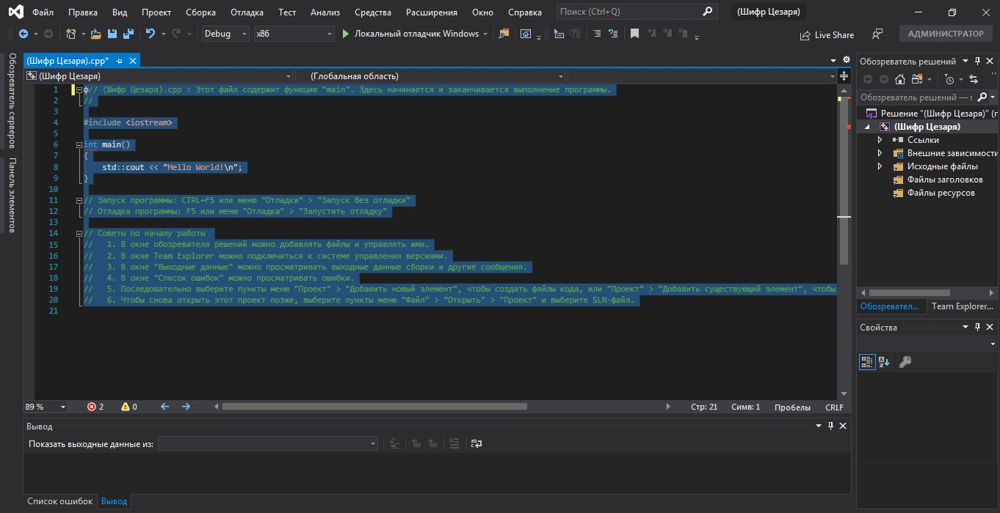 Файл Правка Вид Проект Сборка Отладка Тест Анализ Средства Расширения Окно Справка Поиск (Ctrl+Q) (Шифр Цезаря)
Debug x86 Локальный отладчик Windows Live Share АДМИНИСТРАТОР
Обозреватель серверов
Панель элементов
(Шифр Цезаря).cpp*
(Шифр Цезаря) (Глобальная область)
1 ф// (Шифр Цезаря).cpp : Этот файл содержит функцию "main". Здесь начинается и заканчивается выполнение программы.
2 //
3
4 #include <iostream>
5
6 int main()
7 {
8 std::cout << "Hello World!\n";
9 }
10
11 // Запуск программы: CTRL+F5 или меню "Отладка" > "Запуск без отладки"
12 // Отладка программы: F5 или меню "Отладка" > "Запустить отладку"
13
14 // Советы по началу работы
15 // 1. В окне обозревателя решений можно добавлять файлы и управлять ими.
16 // 2. В окне Team Explorer можно подключиться к системе управления версиями.
17 // 3. В окне "Выходные данные" можно просматривать выходные данные сборки и другие сообщения.
18 // 4. В окне "Список ошибок" можно просматривать ошибки.
19 // 5. Последовательно выберите пункты меню "Проект" > "Добавить новый элемент", чтобы создать файлы кода, или "Проект" > "Добавить существующий элемент", чтобы
20 // 6. Чтобы снова открыть этот проект позже, выберите пункты меню "Файл" > "Открыть" > "Проект" и выберите SLN-файл.
21
89 % 2 0 Стр: 21 Симв: 1 Пробелы CRLF
Вывод
Показать выходные данные из:
Список ошибок Вывод
Обозреватель решений
Обозреватель решений — г
Решение "(Шифр Цезаря)" (г
(Шифр Цезаря)
Ссылки
Внешние зависимости
Исходные файлы
Файлы заголовков
Файлы ресурсов
Обозревател... Team Explorer...
Свойства